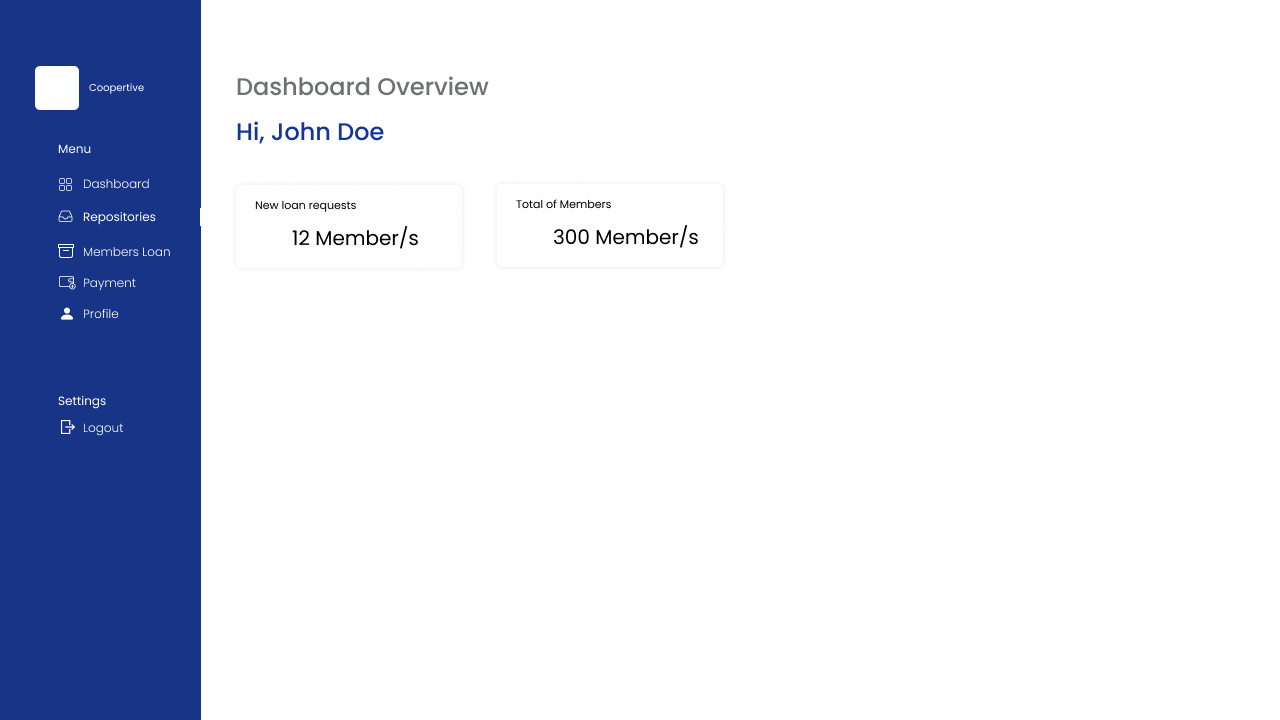 Coopertive
Menu
Dashboard
Repositories
Members Loan
Payment
Profile
Settings
Logout
Dashboard Overview
Hi, John Doe
New loan requests
12 Member/s
Total of Members
300 Member/s